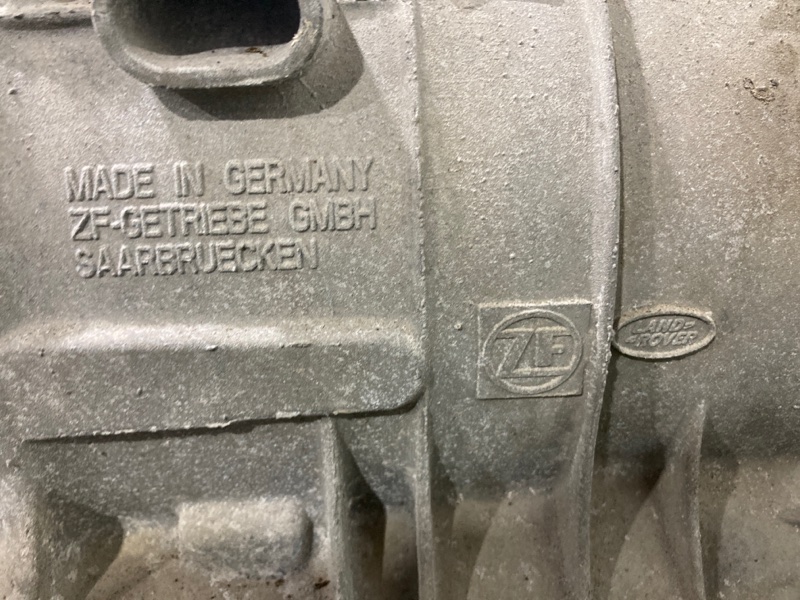 MADE IN GERMANY
ZF-GETRIEBE GMBH
SAARBRUECKEN
ZF
LAND-
ROVER